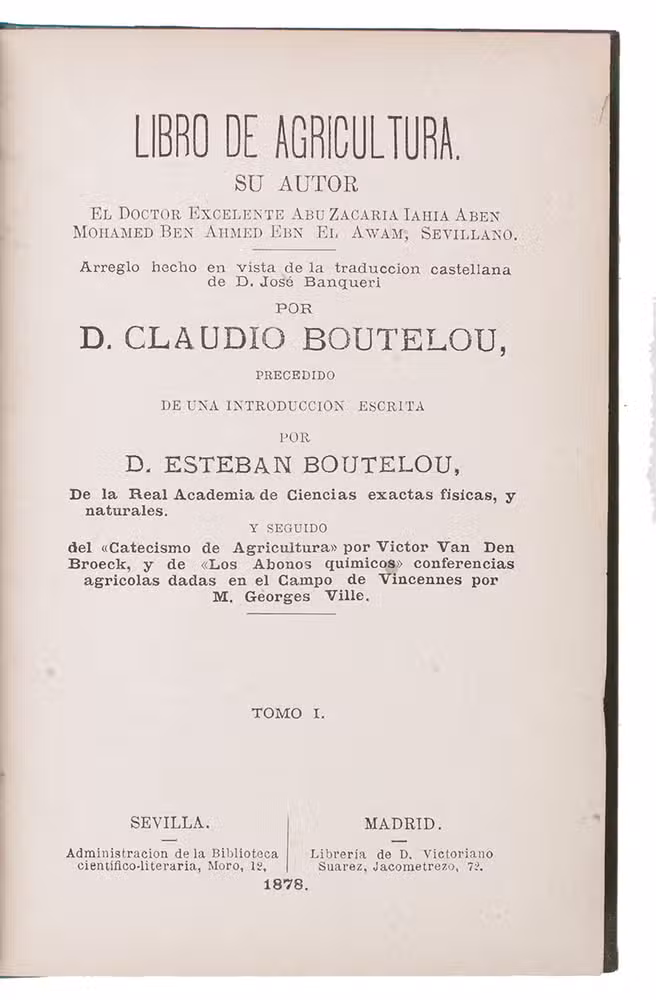 LIBRO DE AGRICULTURA.
SU AUTOR
EL DOCTOR EXCELENTE ABU ZACARIA IAHIA ABEN
MOHAMED BEN AHMED EBN EL AWAM, SEVILLANO.
Arreglo hecho en vista de la traduccion castellana
de D. José Banqueri
POR
D. CLAUDIO BOUTELOU,
PRECEDIDO
DE UNA INTRODUCCION ESCRITA
POR
D. ESTEBAN BOUTELOU,
De la Real Academia de Ciencias exactas físicas, y
naturales.
Y SEGUIDO
del «Catecismo de Agricultura» por Victor Van Den
Broeck, y de «Los Abonos químicos» conferencias
agricolas dadas en el Campo de Vincennes por
M. Georges Ville.
TOMO I.
SEVILLA.
Administracion de la Biblioteca
científico-literaria, Moro, 12.
MADRID.
Librería de D. Victoriano
Suarez, Jacometrezo, 72.
1878.